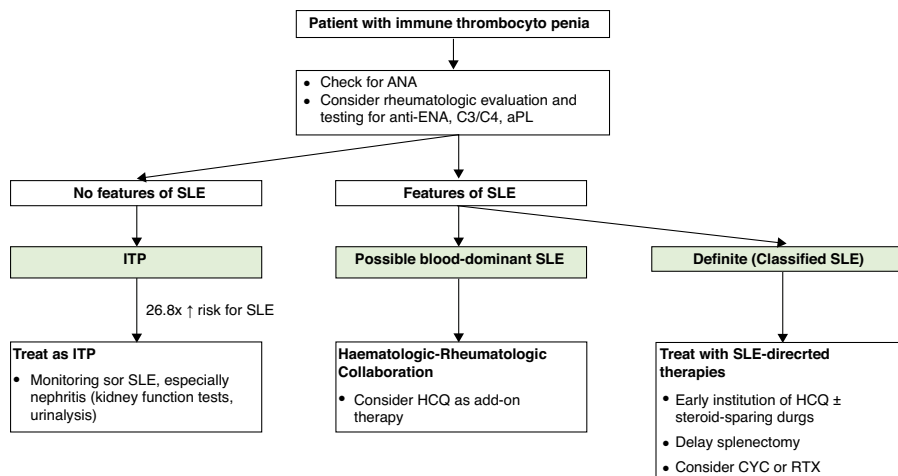 Patient with immune thrombocyto penia
• Check for ANA
• Consider rheumatologic evaluation and
testing for anti-ENA, C3/C4, aPL
No features of SLE
Features of SLE
ITP
Possible blood-dominant SLE
Definite (Classified SLE)
26.8x ↑ risk for SLE
Treat as ITP
• Monitoring sor SLE, especially
nephritis (kidney function tests,
urinalysis)
Haematologic-Rheumatologic
Collaboration
• Consider HCQ as add-on
therapy
Treat with SLE-direcrted
therapies
• Early institution of HCQ ±
steroid-sparing durgs
• Delay splenectomy
• Consider CYC or RTX